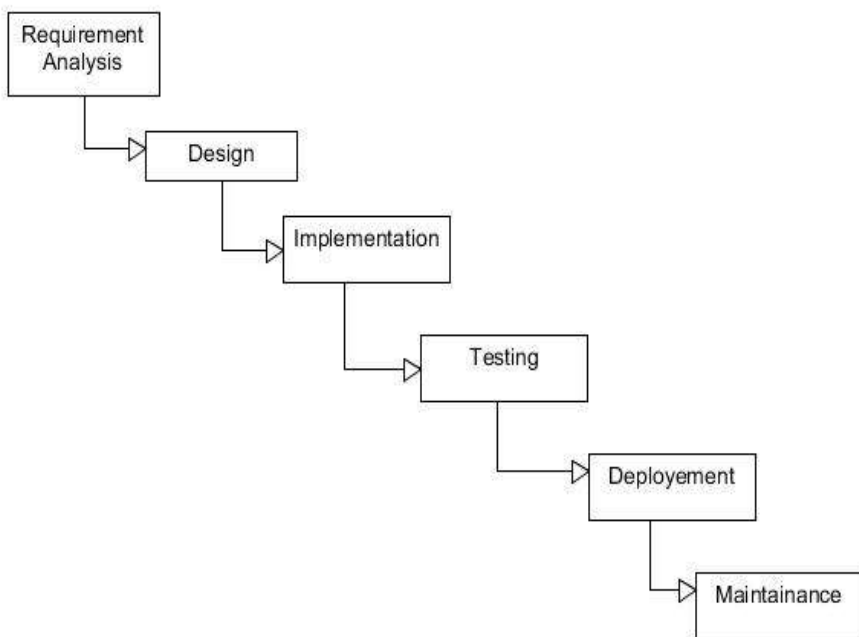 Requirement
Analysis
Design
Implementation
Testing
Deployement
Maintainance